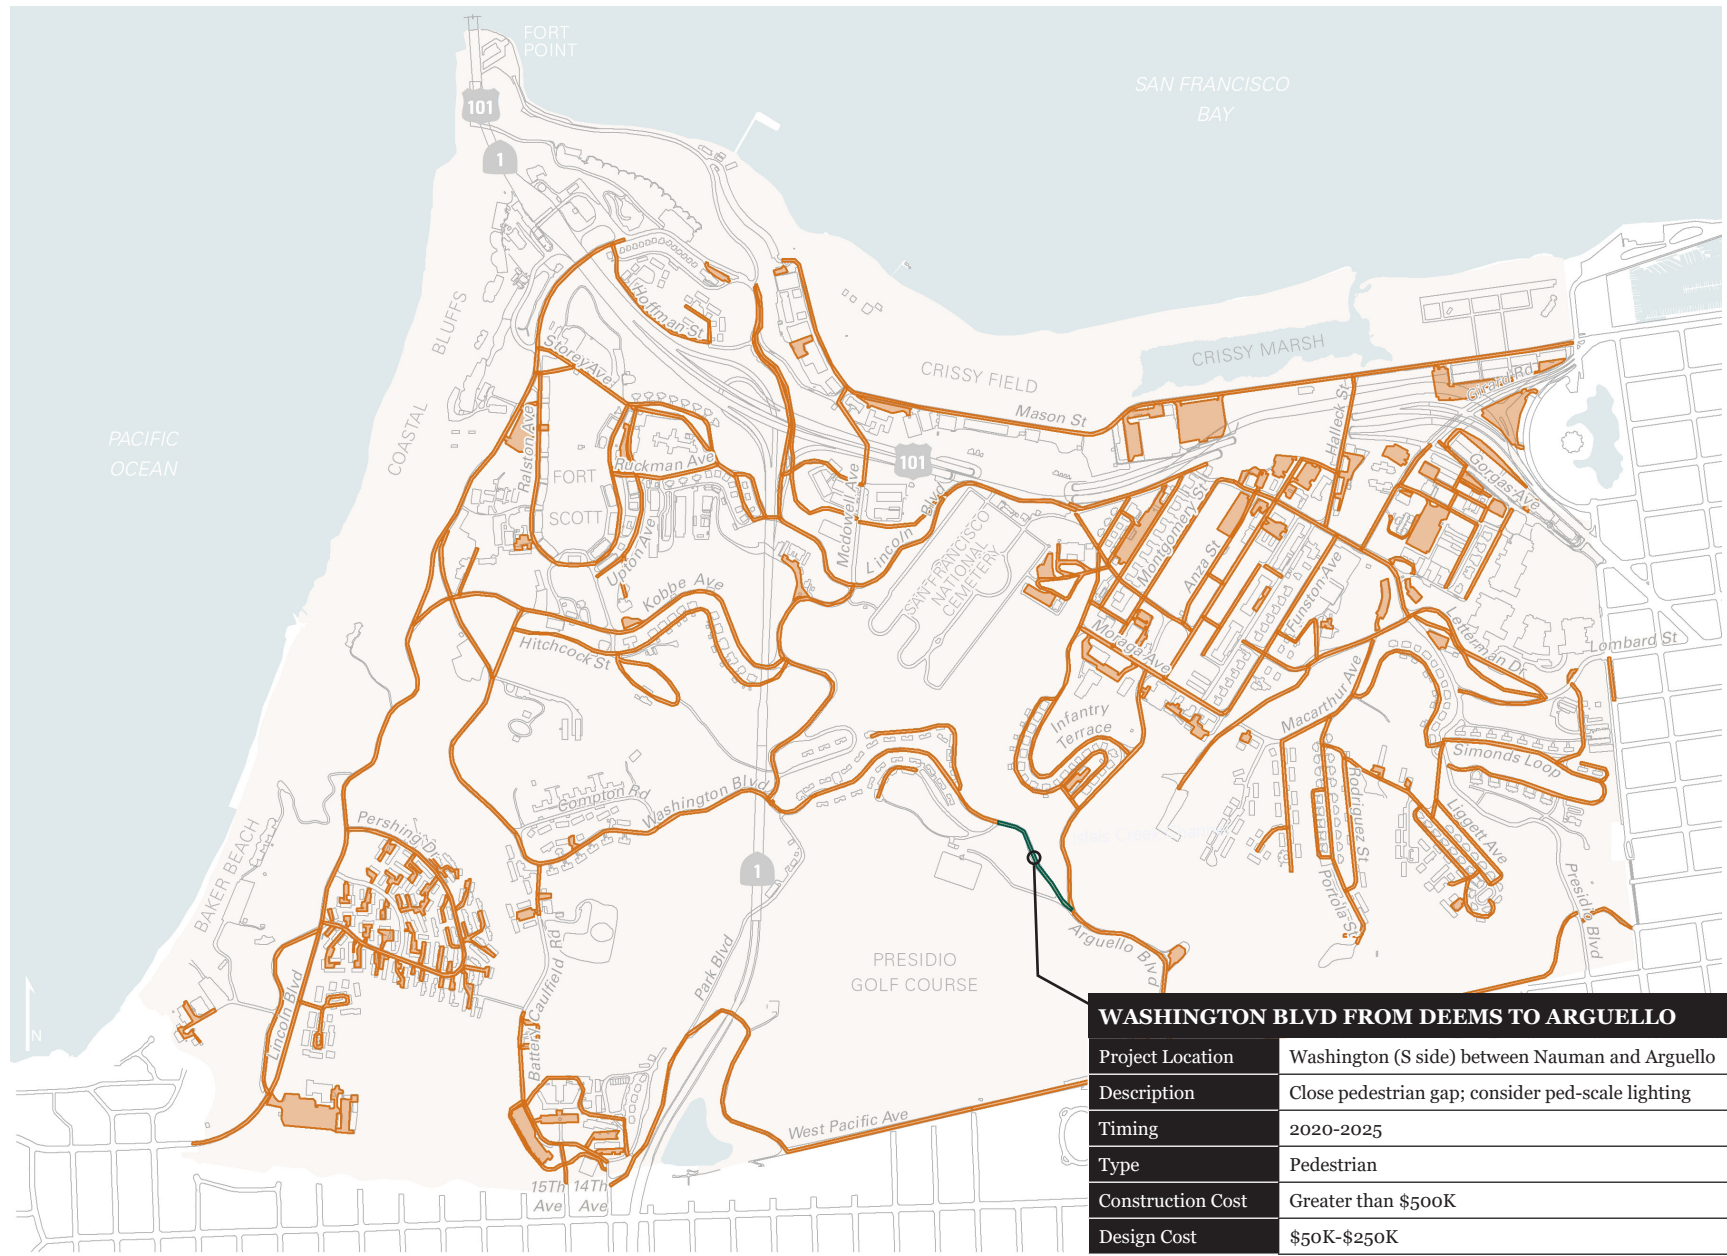 FORT
POINT
SAN FRANCISCO
BAY
101
1
COASTAL BLUFFS
Hoffman St
Storey Ave
CRISSY MARSH
CRISSY FIELD
Mason St
Girard Rd
PACIFIC
OCEAN
Ralston Ave
Ruckman Ave
101
Halleck St
Gorgas Ave
FORT
SCOTT
Upton Ave
Mcdowell Ave
Lincoln Blvd
SAN FRANCISCO
NATIONAL
CEMETERY
Montgomery St
Anza St
Funston Ave
Kobbe Ave
Hitchcock St
Moraga Ave
Letterman Dr
Lombard St
Macarthur Ave
Infantry
Terrace
Simonds Loop
Compton Rd
Washington Blvd
Rodriguez St
Liggett Ave
Pershing Dr
BAKER BEACH
1
Portola St
Presidio Blvd
Arguello Blvd
Park Blvd
Battery Caulfield Rd
PRESIDIO
GOLF COURSE
Lincoln Blvd
N
West Pacific Ave
15Th
Ave
14Th
Ave
WASHINGTON BLVD FROM DEEMS TO ARGUELLO
Project Location Washington (S side) between Nauman and Arguello
Description Close pedestrian gap; consider ped-scale lighting
Timing 2020-2025
Type Pedestrian
Construction Cost Greater than $500K
Design Cost $50K-$250K